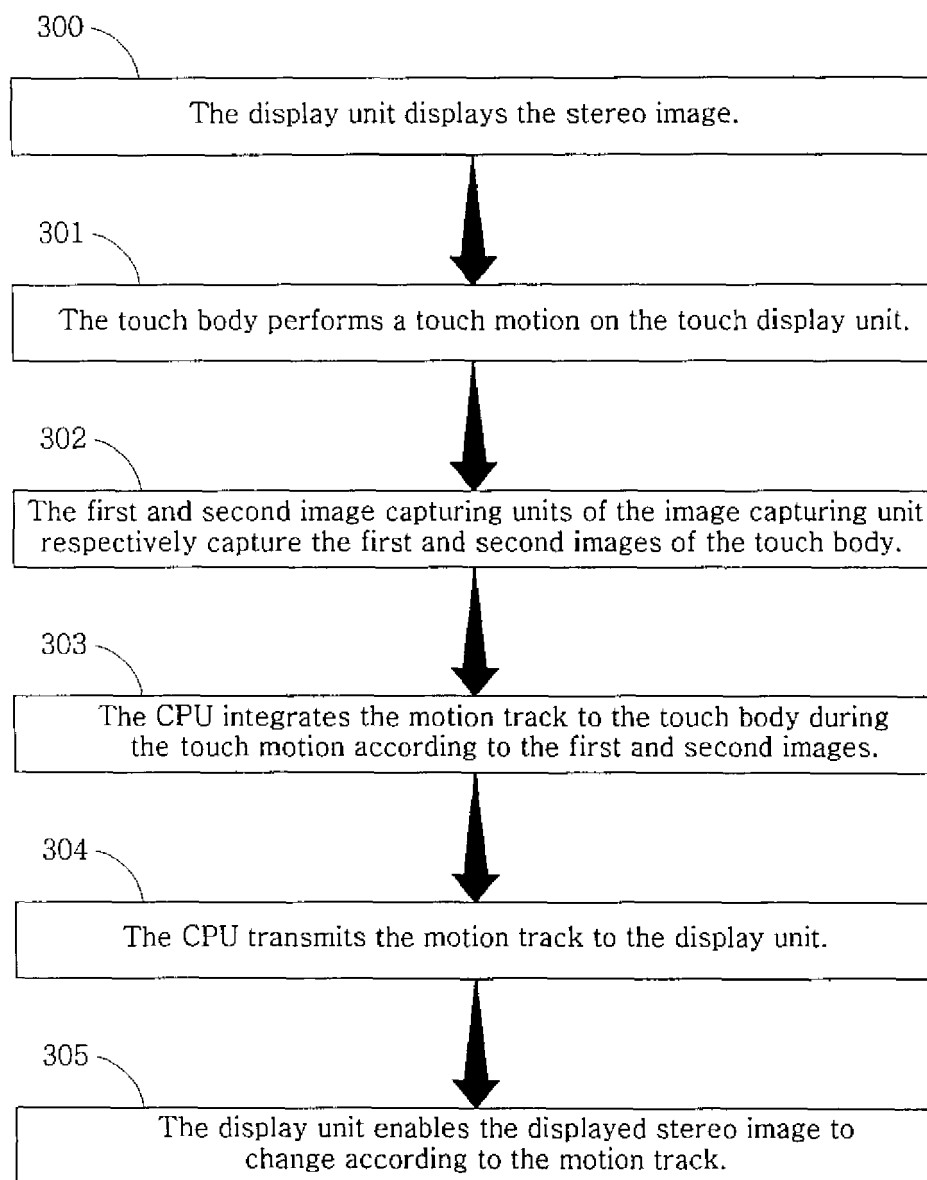 300
The display unit displays the stereo image.
301
The touch body performs a touch motion on the touch display unit.
302
The first and second image capturing units of the image capturing unit
respectively capture the first and second images of the touch body.
303
The CPU integrates the motion track to the touch body during
the touch motion according to the first and second images.
304
The CPU transmits the motion track to the display unit.
305
The display unit enables the displayed stereo image to
change according to the motion track.